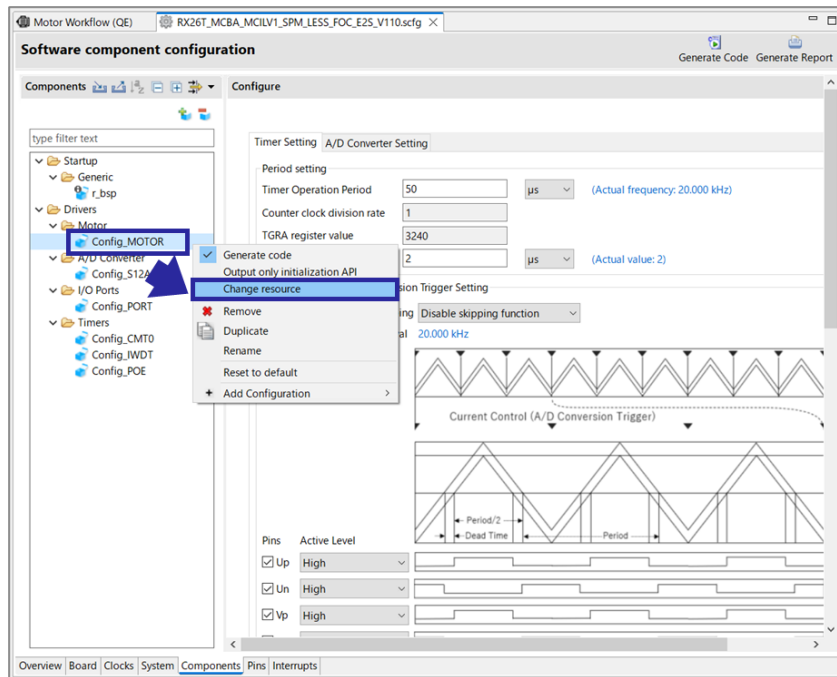 Motor Workflow (QE)
RX26T_MCBA_MCILV1_SPM_LESS_FOC_E2S_V110.scfg
Software component configuration
Generate Code Generate Report
Components
Configure
type filter text
Startup
Generic
r_bsp
Drivers
Motor
Config_MOTOR
A/D Converter
Config_S12A
I/O Ports
Config_PORT
Timers
Config_CMT0
Config_IWDT
Config_POE
Generate code
Output only initialization API
Change resource
Remove
Duplicate
Rename
Reset to default
Add Configuration
Timer Setting A/D Converter Setting
Period setting
Timer Operation Period 50 µs (Actual frequency: 20.000 kHz)
Counter clock division rate 1
TGRA register value 3240
2 µs (Actual value: 2)
sion Trigger Setting
ing Disable skipping function
al 20.000 kHz
Current Control (A/D Conversion Trigger)
Period/2
Dead Time
Period
Pins Active Level
Up High
Un High
Vp High
Overview Board Clocks System Components Pins Interrupts